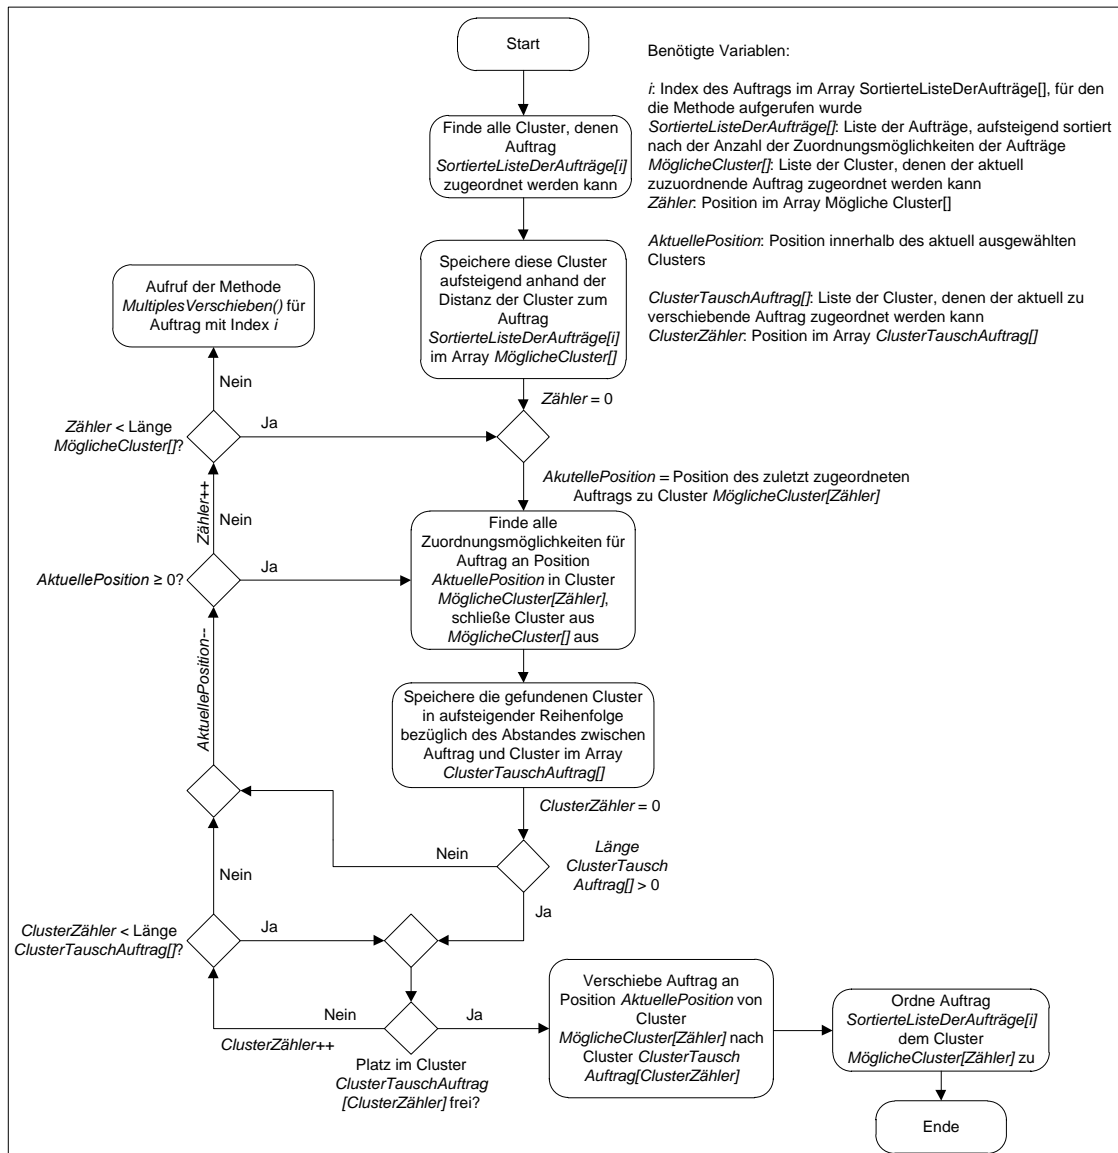 Start
Benötigte Variablen:
i: Index des Auftrags im Array SortierteListeDerAufträge[], für den
die Methode aufgerufen wurde
SortierteListeDerAufträge[]: Liste der Aufträge, aufsteigend sortiert
nach der Anzahl der Zuordnungsmöglichkeiten der Aufträge
MöglicheCluster[]: Liste der Cluster, denen der aktuell
zuzuordnende Auftrag zugeordnet werden kann
Zähler: Position im Array Mögliche Cluster[]
AktuellePosition: Position innerhalb des aktuell ausgewählten
Clusters
ClusterTauschAuftrag[]: Liste der Cluster, denen der aktuell zu
verschiebende Auftrag zugeordnet werden kann
ClusterZähler: Position im Array ClusterTauschAuftrag[]
Finde alle Cluster, denen
Auftrag
SortierteListeDerAufträge[i]
zugeordnet werden kann
Speichere diese Cluster
aufsteigend anhand der
Distanz der Cluster zum
Auftrag
SortierteListeDerAufträge[i]
im Array MöglicheCluster[]
Aufruf der Methode
MultiplesVerschieben() für
Auftrag mit Index i
Nein
Zähler = 0
Zähler < Länge
MöglicheCluster[]?
Ja
AkutellePosition = Position des zuletzt zugeordneten
Auftrags zu Cluster MöglicheCluster[Zähler]
Zähler++
Nein
Finde alle
Zuordnungsmöglichkeiten für
Auftrag an Position
AktuellePosition in Cluster
MöglicheCluster[Zähler],
schließe Cluster aus
MöglicheCluster[] aus
AktuellePosition ≥ 0?
Ja
AktuellePosition--
Speichere die gefundenen Cluster
in aufsteigender Reihenfolge
bezüglich des Abstandes zwischen
Auftrag und Cluster im Array
ClusterTauschAuftrag[]
ClusterZähler = 0
Nein
Länge
ClusterTausch
Auftrag[] > 0
Ja
Nein
ClusterZähler < Länge
ClusterTauschAuftrag[]?
Ja
Nein
ClusterZähler++
Platz im Cluster
ClusterTauschAuftrag
[ClusterZähler] frei?
Ja
Verschiebe Auftrag an
Position AktuellePosition von
Cluster
MöglicheCluster[Zähler] nach
Cluster ClusterTausch
Auftrag[ClusterZähler]
Ordne Auftrag
SortierteListeDerAufträge[i]
dem Cluster
MöglicheCluster[Zähler] zu
Ende